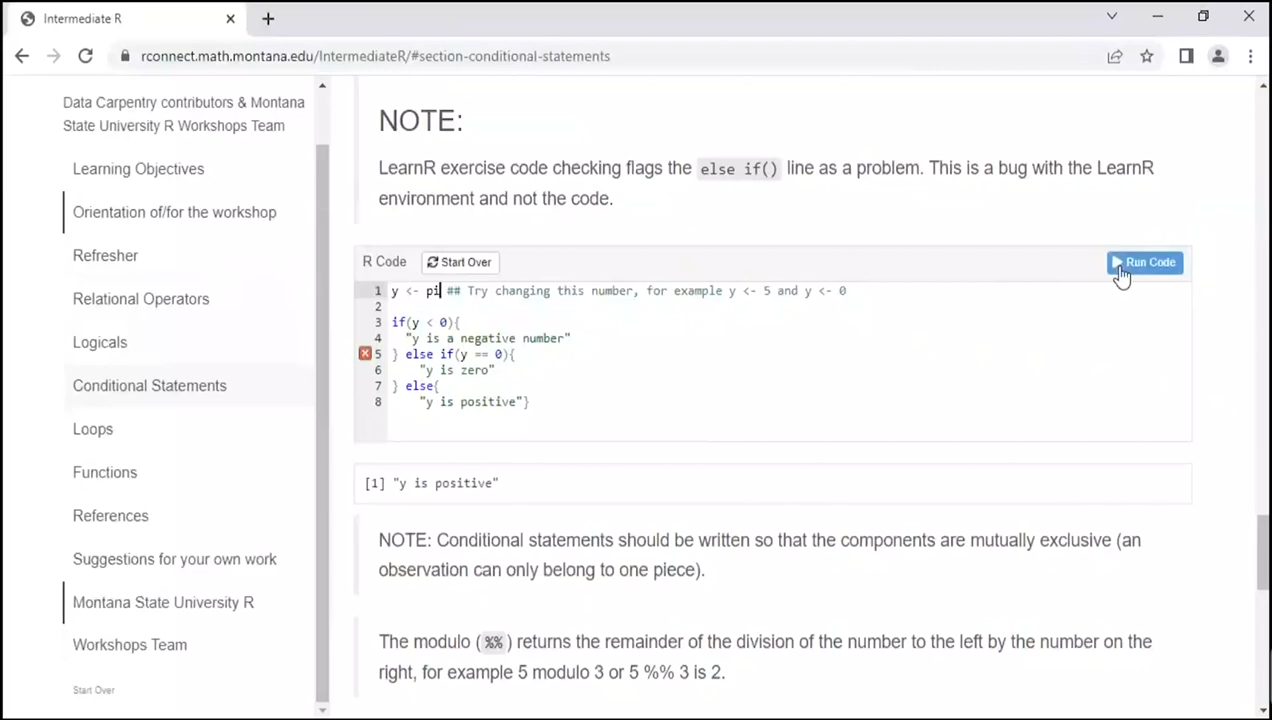 Intermediate R
rconnect.math.montana.edu/IntermediateR/#section-conditional-statements
Data Carpentry contributors & Montana
State University R Workshops Team
Learning Objectives
Orientation of/for the workshop
Refresher
Relational Operators
Logicals
Conditional Statements
Loops
Functions
References
Suggestions for your own work
Montana State University R
Workshops Team
Start Over
NOTE:
LearnR exercise code checking flags the else if() line as a problem. This is a bug with the LearnR
environment and not the code.
R Code Start Over Run Code
1 y <- pi ## Try changing this number, for example y <- 5 and y <- 0
2
3 if(y < 0){
4 "y is a negative number"
5 } else if(y == 0){
6 "y is zero"
7 } else{
8 "y is positive"}
[1] "y is positive"
NOTE: Conditional statements should be written so that the components are mutually exclusive (an
observation can only belong to one piece).
The modulo (%%) returns the remainder of the division of the number to the left by the number on the
right, for example 5 modulo 3 or 5 %% 3 is 2.